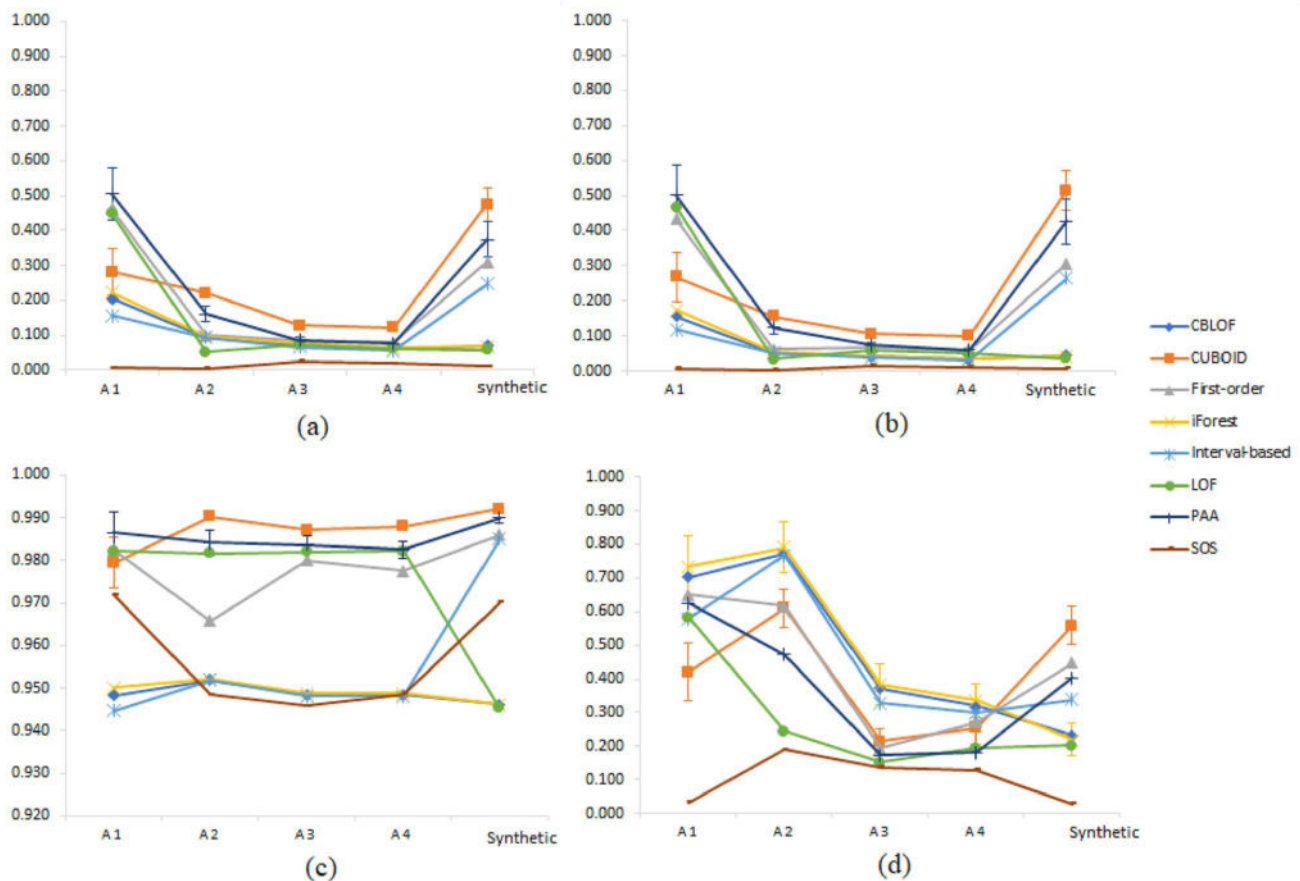 1.000
0.900
0.800
0.700
0.600
0.500
0.400
0.300
0.200
0.100
0.000
A1 A2 A3 A4 synthetic
(a)
1.000
0.900
0.800
0.700
0.600
0.500
0.400
0.300
0.200
0.100
0.000
A1 A2 A3 A4 Synthetic
(b)
CBLOF
CUBOID
First-order
iForest
Interval-based
LOF
PAA
SOS
1.000
0.990
0.980
0.970
0.960
0.950
0.940
0.930
0.920
A1 A2 A3 A4 Synthetic
(c)
1.000
0.900
0.800
0.700
0.600
0.500
0.400
0.300
0.200
0.100
0.000
A1 A2 A3 A4 Synthetic
(d)